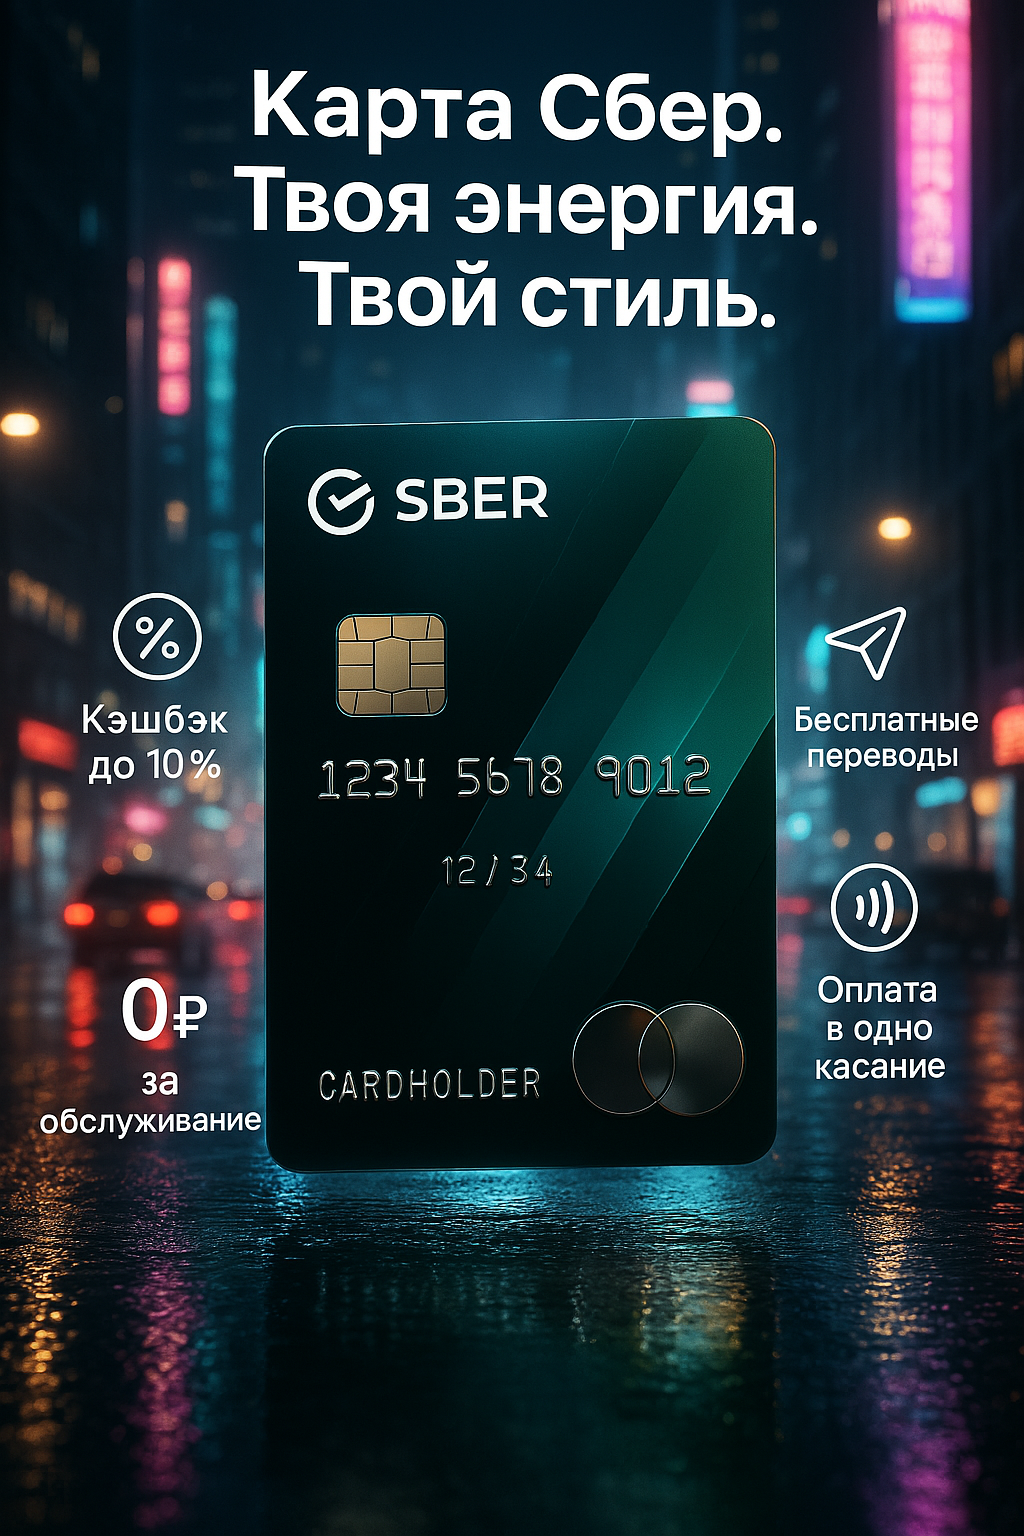 Карта Сбер.
Твоя энергия.
Твой стиль.
SBER
Кэшбэк
до 10%
Бесплатные
переводы
1234 5678 9012
12/34
0₽
за
обслуживание
Оплата
в одно
касание
CARDHOLDER